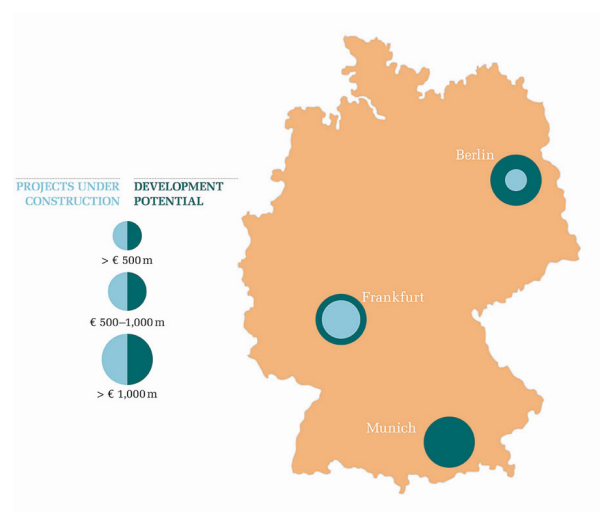 PROJECTS UNDER
CONSTRUCTION
DEVELOPMENT
POTENTIAL
> € 500 m
€ 500–1,000 m
> € 1,000 m
Berlin
Frankfurt
Munich